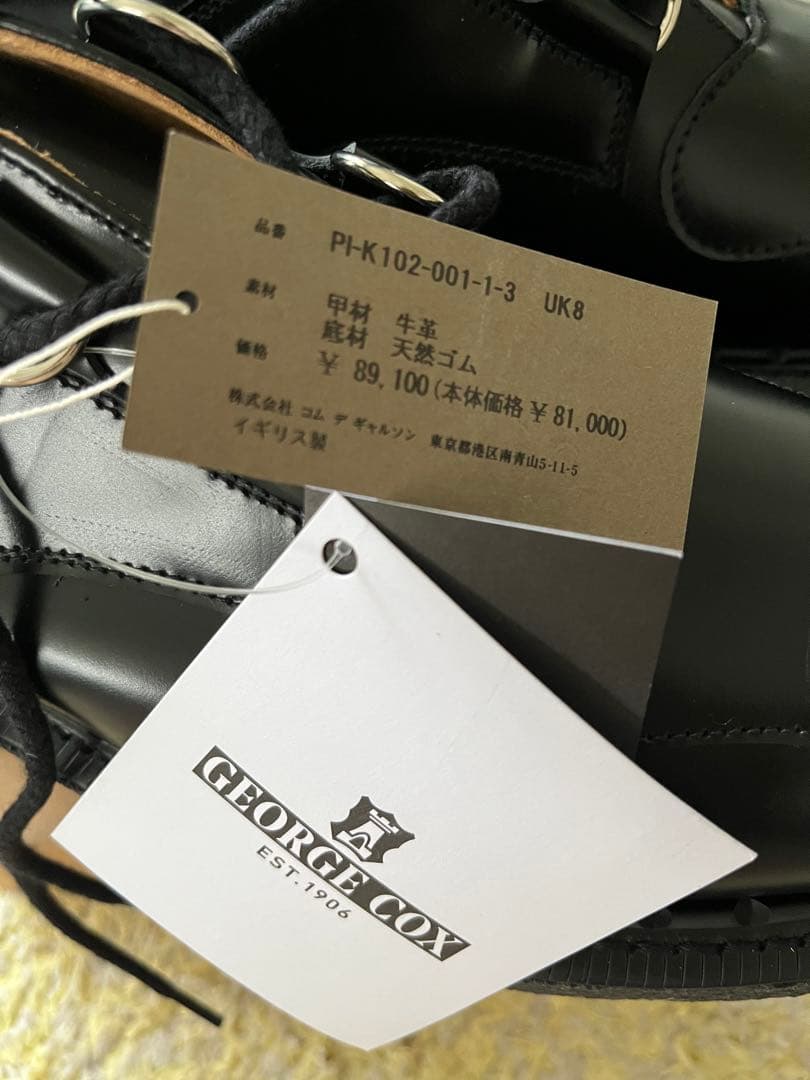 品番 PI-K102-001-1-3 UK8
素材 甲材 牛革
底材 天然ゴム
価格 ¥ 89,100(本体価格¥81,000)
株式会社 コム デ ギャルソン 東京都港区南青山5-11-5
イギリス製
GEORGE COX
EST.1906